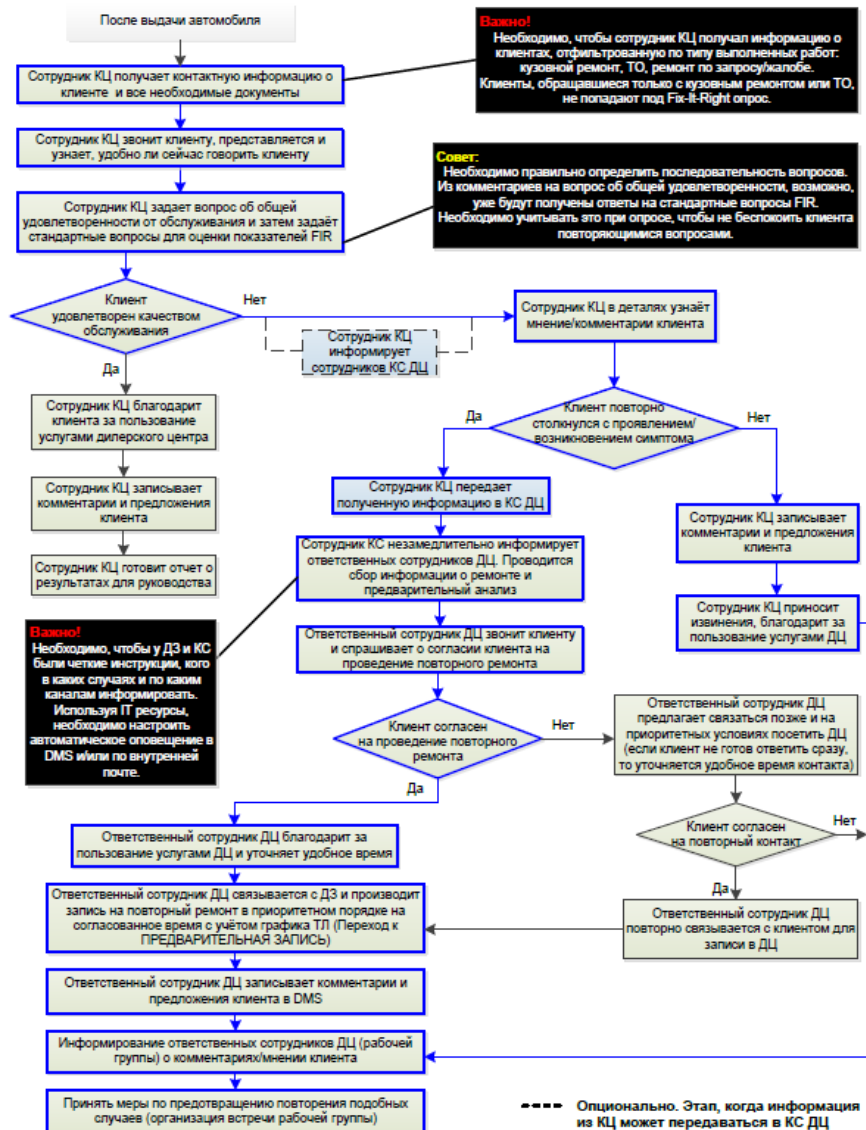 После выдачи автомобиля
Важно!
Необходимо, чтобы сотрудник КЦ получал информацию о
клиентах, отфильтрованную по типу выполненных работ:
кузовной ремонт, ТО, ремонт по запросу/жалобе.
Клиенты, обращавшиеся только с кузовным ремонтом или ТО,
не попадают под Fix-It-Right опрос.
Сотрудник КЦ получает контактную информацию о
клиенте и все необходимые документы
Сотрудник КЦ звонит клиенту, представляется и
узнает, удобно ли сейчас говорить клиенту
Совет:
Необходимо правильно определить последовательность вопросов.
Из комментариев на вопрос об общей удовлетворенности, возможно,
уже будут получены ответы на стандартные вопросы FIR.
Необходимо учитывать это при опросе, чтобы не беспокоить клиента
повторяющимися вопросами.
Сотрудник КЦ задает вопрос об общей
удовлетворенности от обслуживания и затем задаёт
стандартные вопросы для оценки показателей FIR
Клиент
удовлетворен качеством
обслуживания
Нет
Сотрудник КЦ
информирует
сотрудников КС ДЦ
Сотрудник КЦ в деталях узнаёт
мнение/комментарии клиента
Да
Сотрудник КЦ благодарит
клиента за пользование
услугами дилерского центра
Сотрудник КЦ записывает
комментарии и предложения
клиента
Сотрудник КЦ готовит отчет о
результатах для руководства
Клиент повторно
столкнулся с проявлением/
возникновением симптома
Да
Нет
Сотрудник КЦ передает
полученную информацию в КС ДЦ
Сотрудник КЦ записывает
комментарии и предложения
клиента
Сотрудник КС незамедлительно информирует
ответственных сотрудников ДЦ. Проводится
сбор информации о ремонте и
предварительный анализ
Сотрудник КЦ приносит
извинения, благодарит за
пользование услугами ДЦ
Важно!
Необходимо, чтобы у ДЗ и КС
были четкие инструкции, кого
в каких случаях и по каким
каналам информировать.
Используя IT ресурсы,
необходимо настроить
автоматическое оповещение в
DMS и/или по внутренней
почте.
Ответственный сотрудник ДЦ звонит клиенту
и спрашивает о согласии клиента на
проведение повторного ремонта
Клиент согласен
на проведение повторного
ремонта
Нет
Да
Ответственный сотрудник ДЦ
предлагает связаться позже и на
приоритетных условиях посетить ДЦ
(если клиент не готов ответить сразу,
то уточняется удобное время контакта)
Клиент согласен
на повторный контакт
Нет
Да
Ответственный сотрудник ДЦ
повторно связывается с клиентом для
записи в ДЦ
Ответственный сотрудник ДЦ благодарит за
пользование услугами ДЦ и уточняет удобное время
Ответственный сотрудник ДЦ связывается с ДЗ и производит
запись на повторный ремонт в приоритетном порядке на
согласованное время с учётом графика ТЛ (Переход к
ПРЕДВАРИТЕЛЬНАЯ ЗАПИСЬ)
Ответственный сотрудник ДЦ записывает комментарии и
предложения клиента в DMS
Информирование ответственных сотрудников ДЦ (рабочей
группы) о комментариях/мнении клиента
Принять меры по предотвращению повторения подобных
случаев (организация встречи рабочей группы)
Опционально. Этап, когда информация
из КЦ может передаваться в КС ДЦ